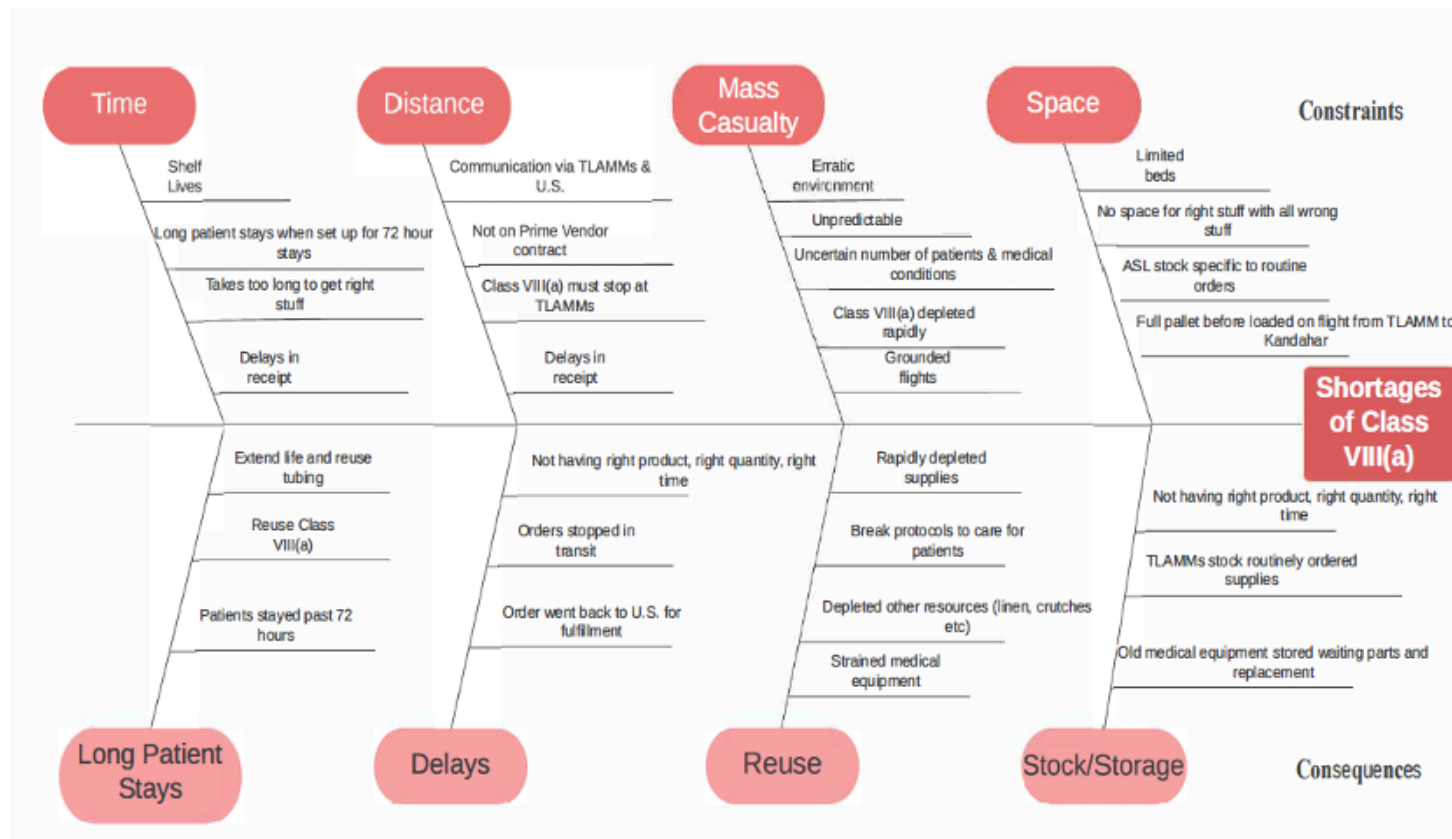 Time
Distance
Mass
Casualty
Space
Constraints
Shelf
Lives
Long patient stays when set up for 72 hour
stays
Takes too long to get right
stuff
Delays in
receipt
Communication via TLAMMs &
U.S.
Not on Prime Vendor
contract
Class VIII(a) must stop at
TLAMMs
Delays in
receipt
Erratic
environment
Unpredictable
Uncertain number of patients & medical
conditions
Class VIII(a) depleted
rapidly
Grounded
flights
Limited
beds
No space for right stuff with all wrong
stuff
ASL stock specific to routine
orders
Full pallet before loaded on flight from TLAMM to
Kandahar
Shortages
of Class
VIII(a)
Extend life and reuse
tubing
Reuse Class
VIII(a)
Patients stayed past 72
hours
Not having right product, right quantity, right
time
Orders stopped in
transit
Order went back to U.S. for
fulfillment
Rapidly depleted
supplies
Break protocols to care for
patients
Depleted other resources (linen, crutches
etc)
Strained medical
equipment
Not having right product, right quantity, right
time
TLAMMs stock routinely ordered
supplies
Old medical equipment stored waiting parts and
replacement
Long Patient
Stays
Delays
Reuse
Stock/Storage
Consequences